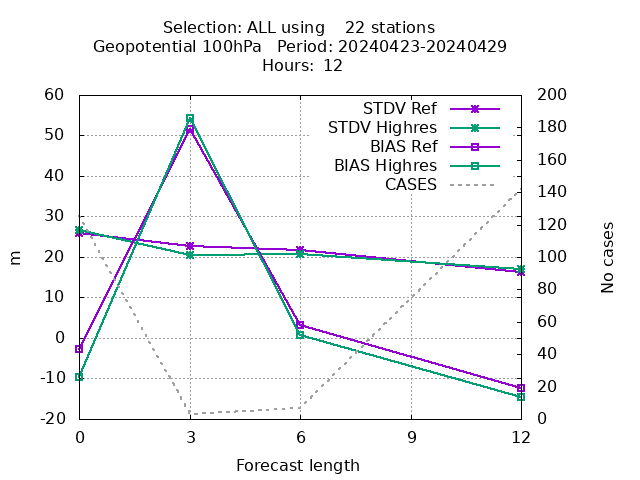 Selection: ALL using    22 stations
Geopotential 100hPa   Period: 20240423-20240429
Hours:  12
60
50
40
30
20
10
0
-10
-20
m
200
180
160
140
120
100
80
60
40
20
0
No cases
STDV Ref
STDV Highres
BIAS Ref
BIAS Highres
CASES
0 3 6 9 12
Forecast length